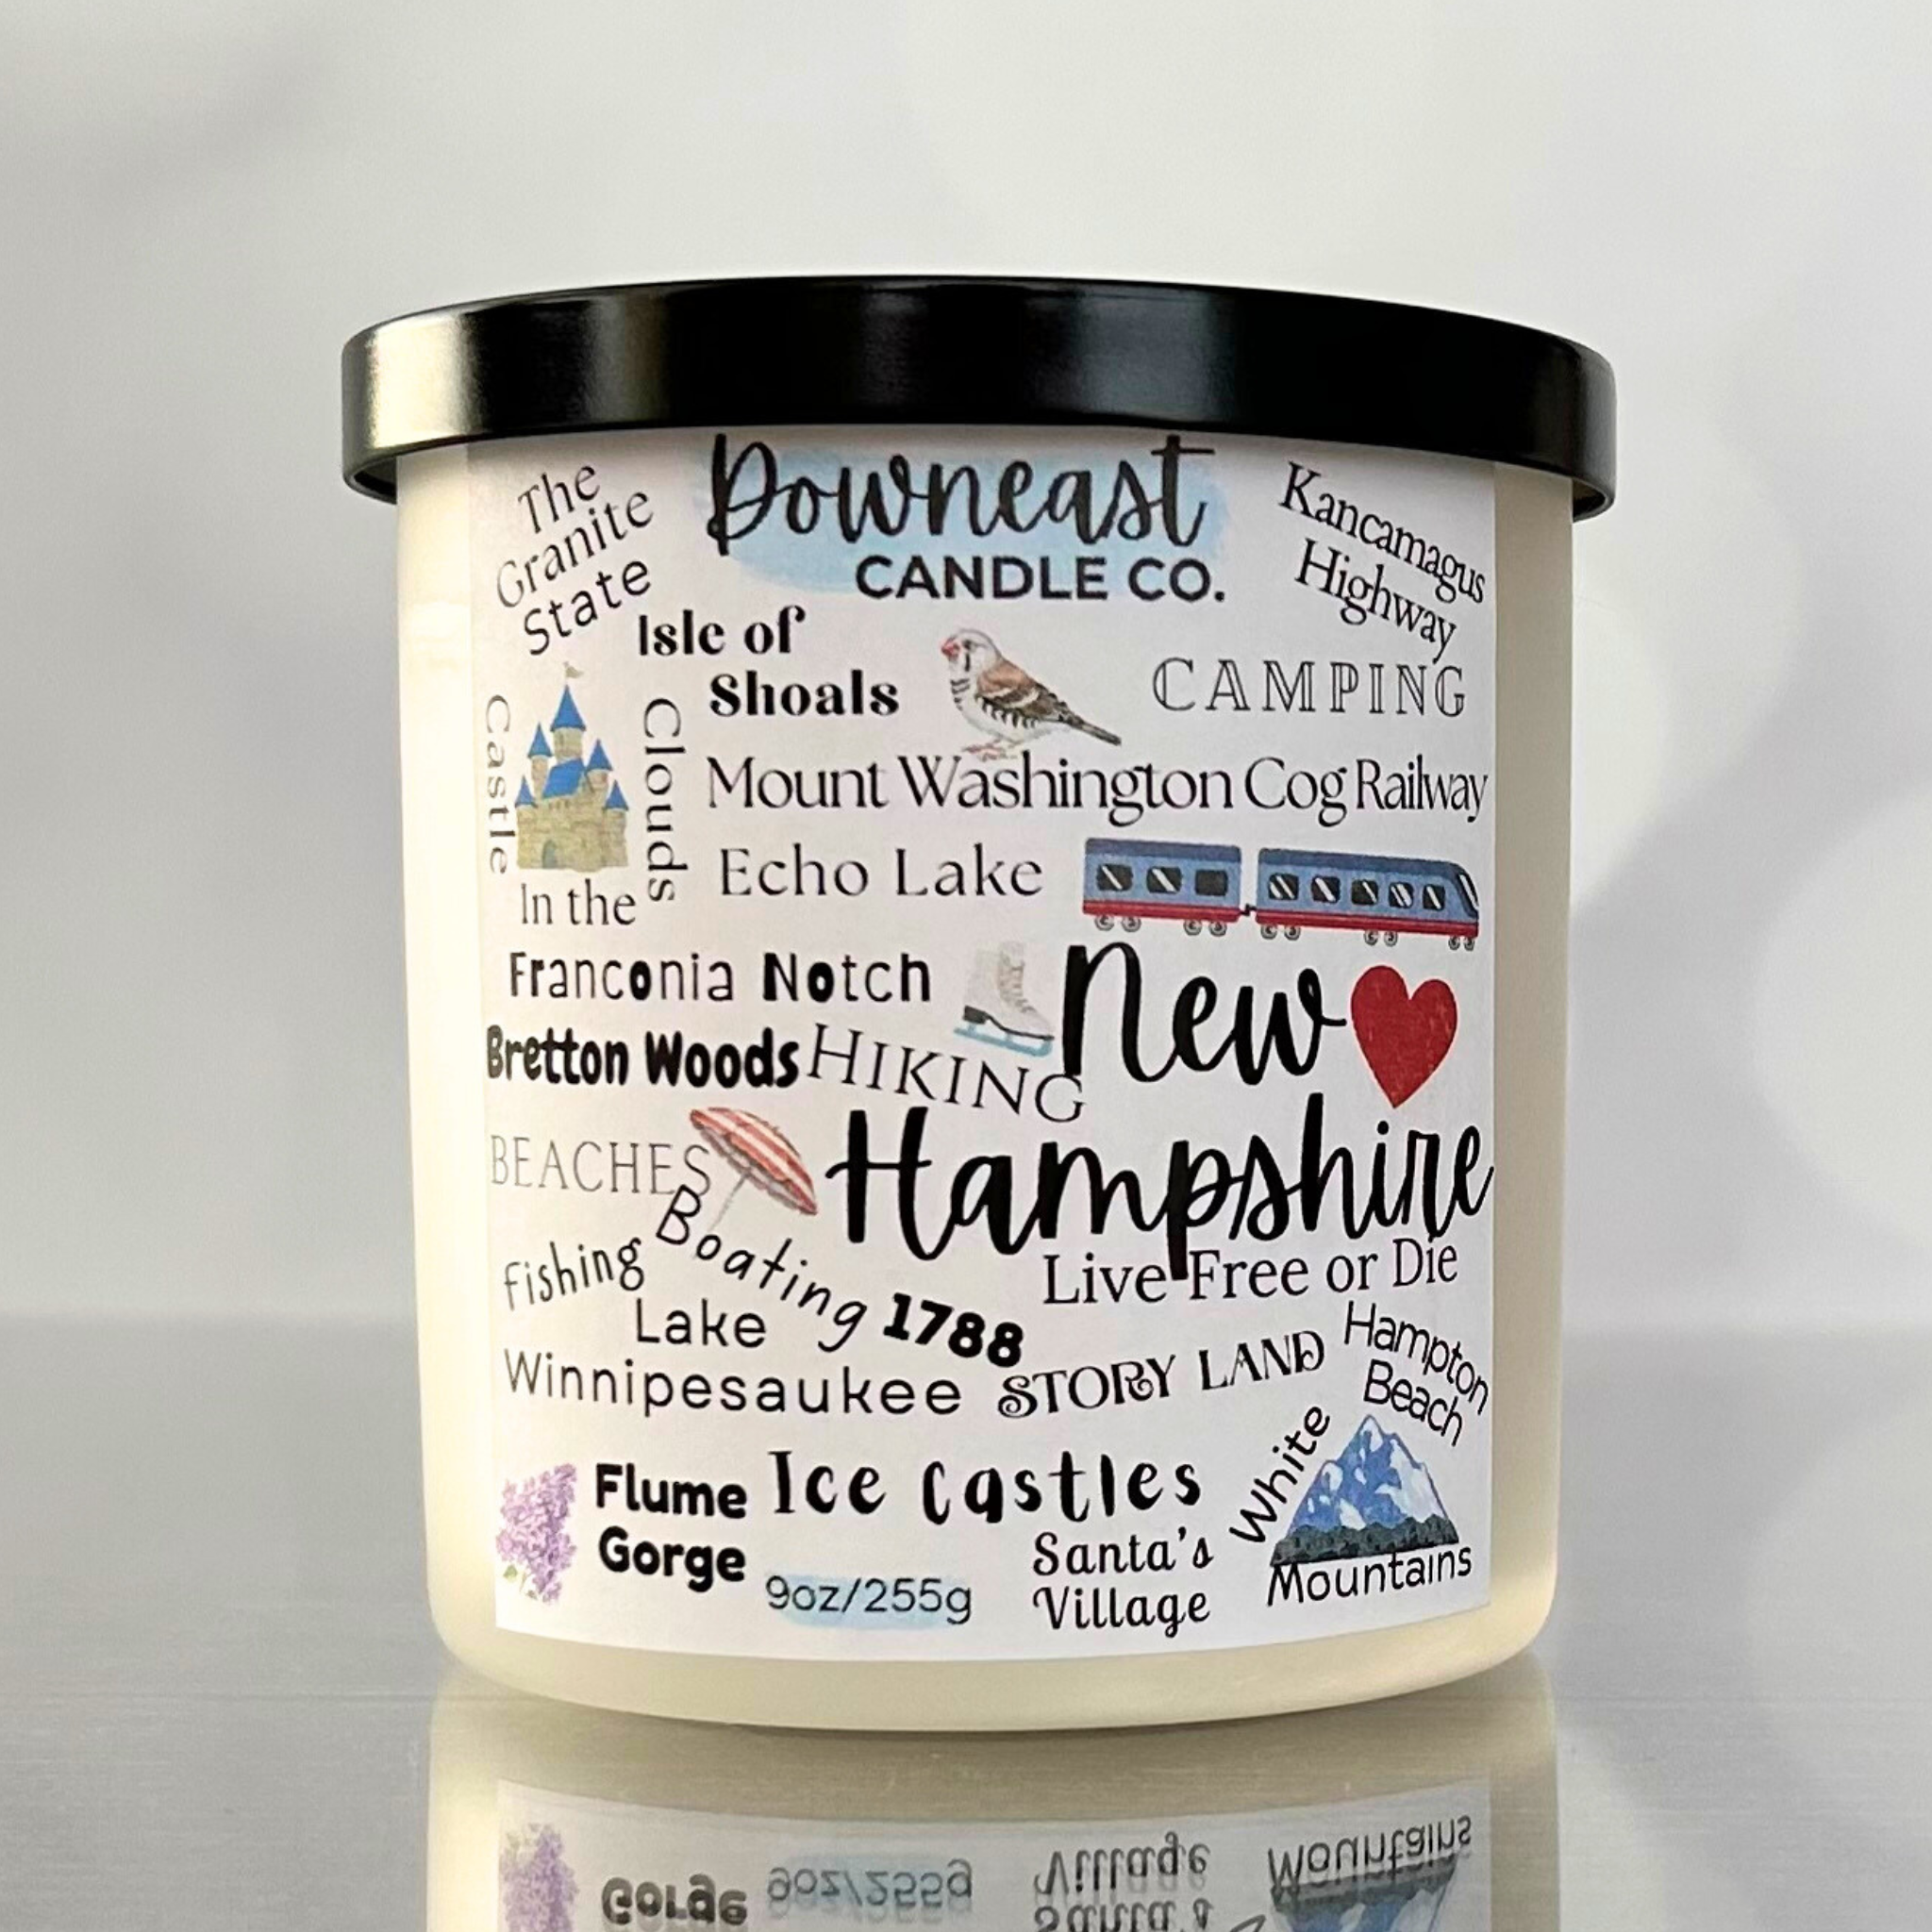 Downeast
CANDLE CO.
The
Granite
State
Kancamagus
Highway
Isle of
Shoals
CAMPING
Castle
In the
Clouds
Mount Washington Cog Railway
Echo Lake
Franconia Notch
New
Bretton Woods
HIKING
Hampshire
BEACHES
Boating
Fishing
Live Free or Die
1788
Lake
Winnipesaukee
STORY LAND
Hampton
Beach
White
Mountains
Flume
Gorge
Ice Castles
Santa's
Village
9oz/255g